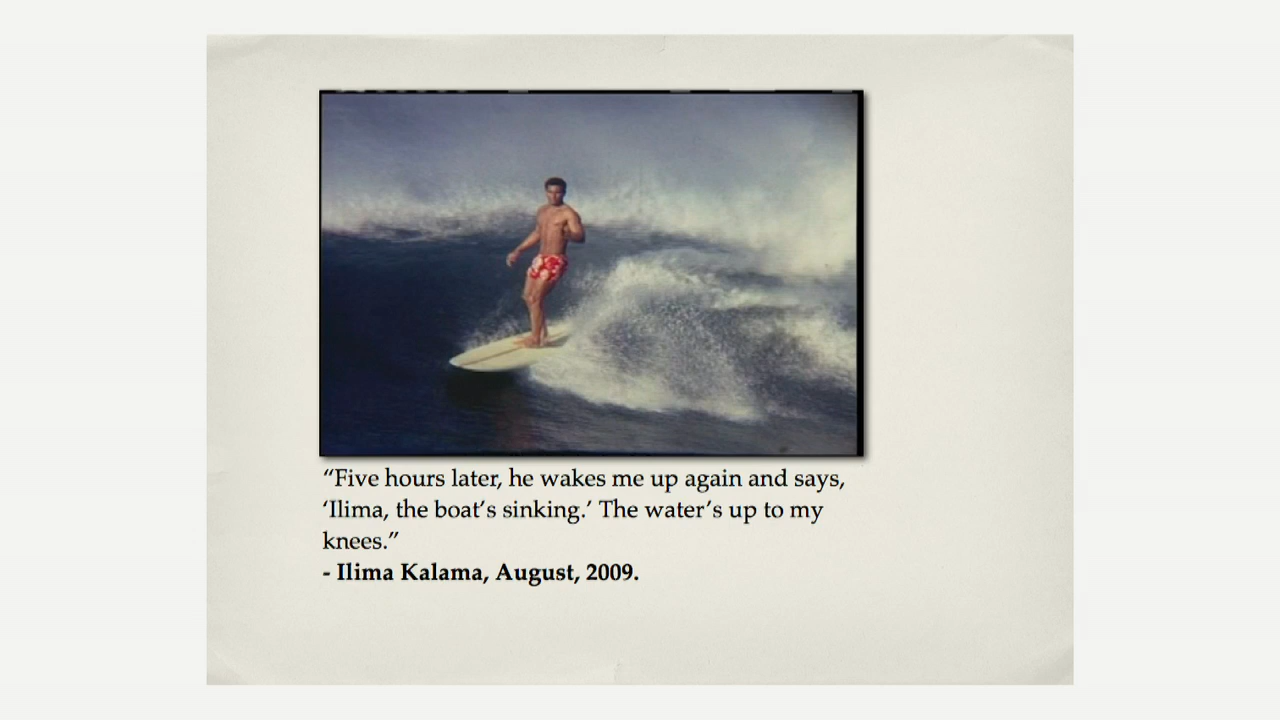 “Five hours later, he wakes me up again and says,
‘Ilima, the boat’s sinking.’ The water’s up to my
knees.”
- Ilima Kalama, August, 2009.